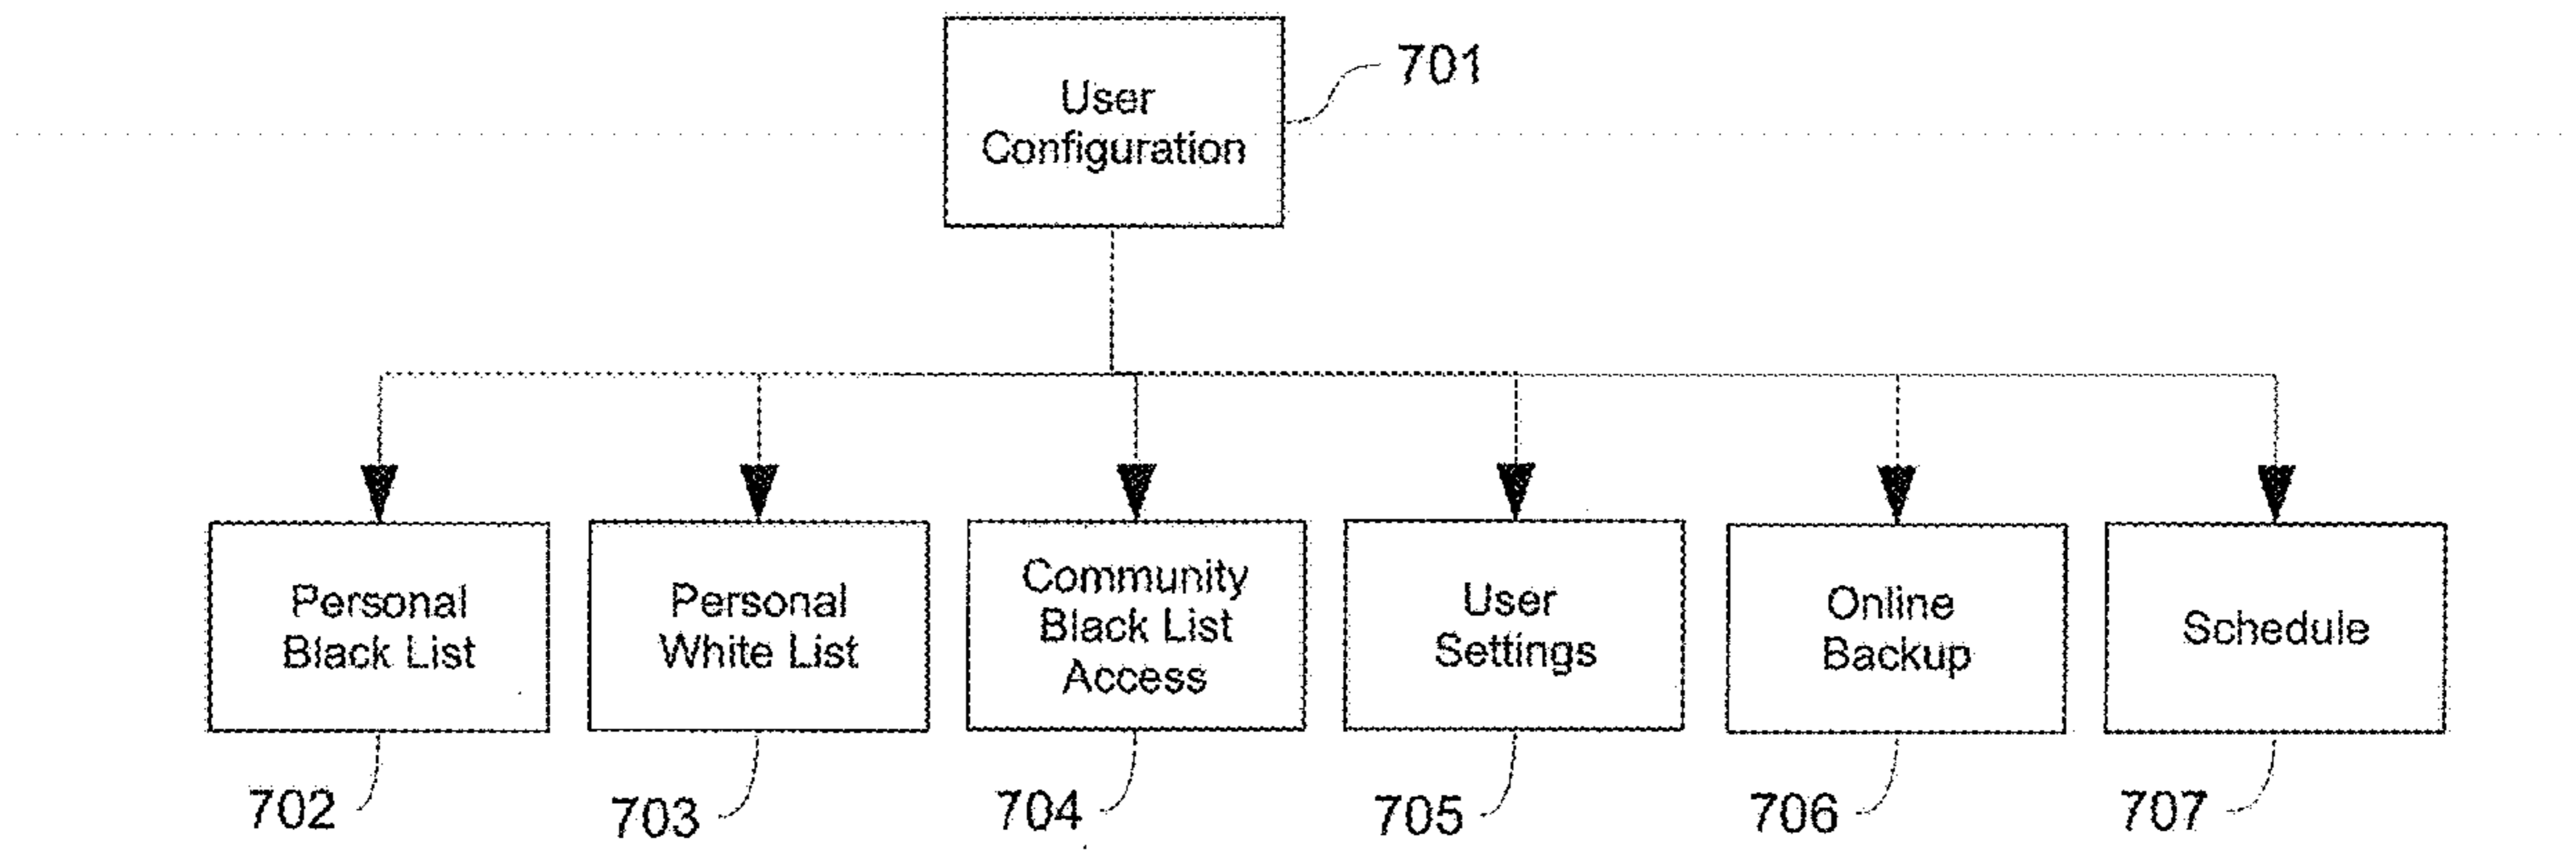 User
Configuration
701
Personal
Black List
Personal
White List
Community
Black List
Access
User
Settings
Online
Backup
Schedule
702
703
704
705
706
707